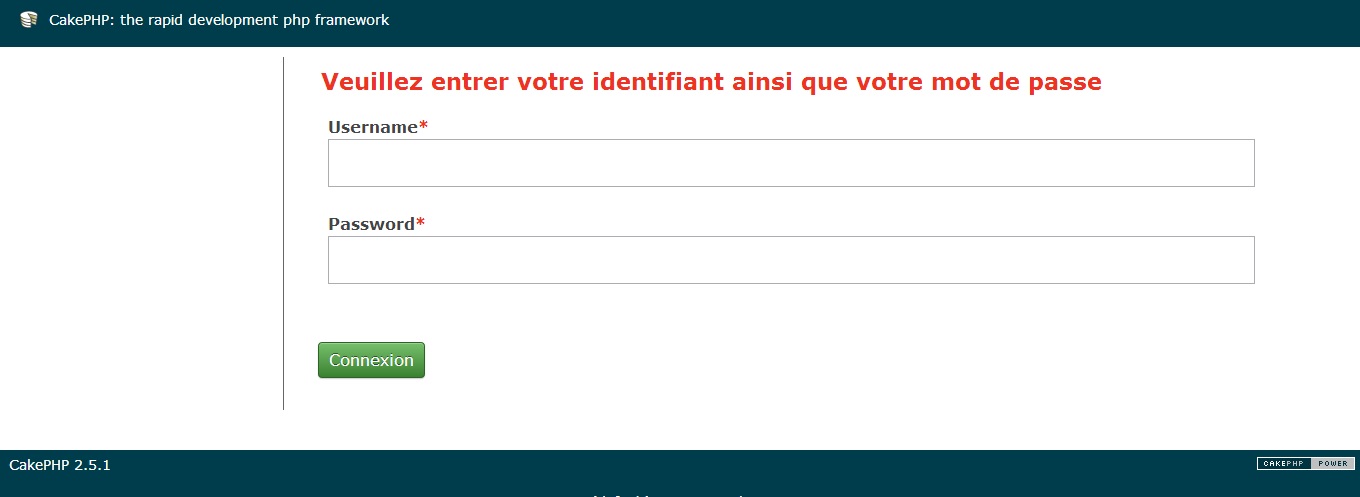 CakePHP: the rapid development php framework
Veuillez entrer votre identifiant ainsi que votre mot de passe
Username*
Password*
Connexion
CakePHP 2.5.1
CAKEPHP POWER